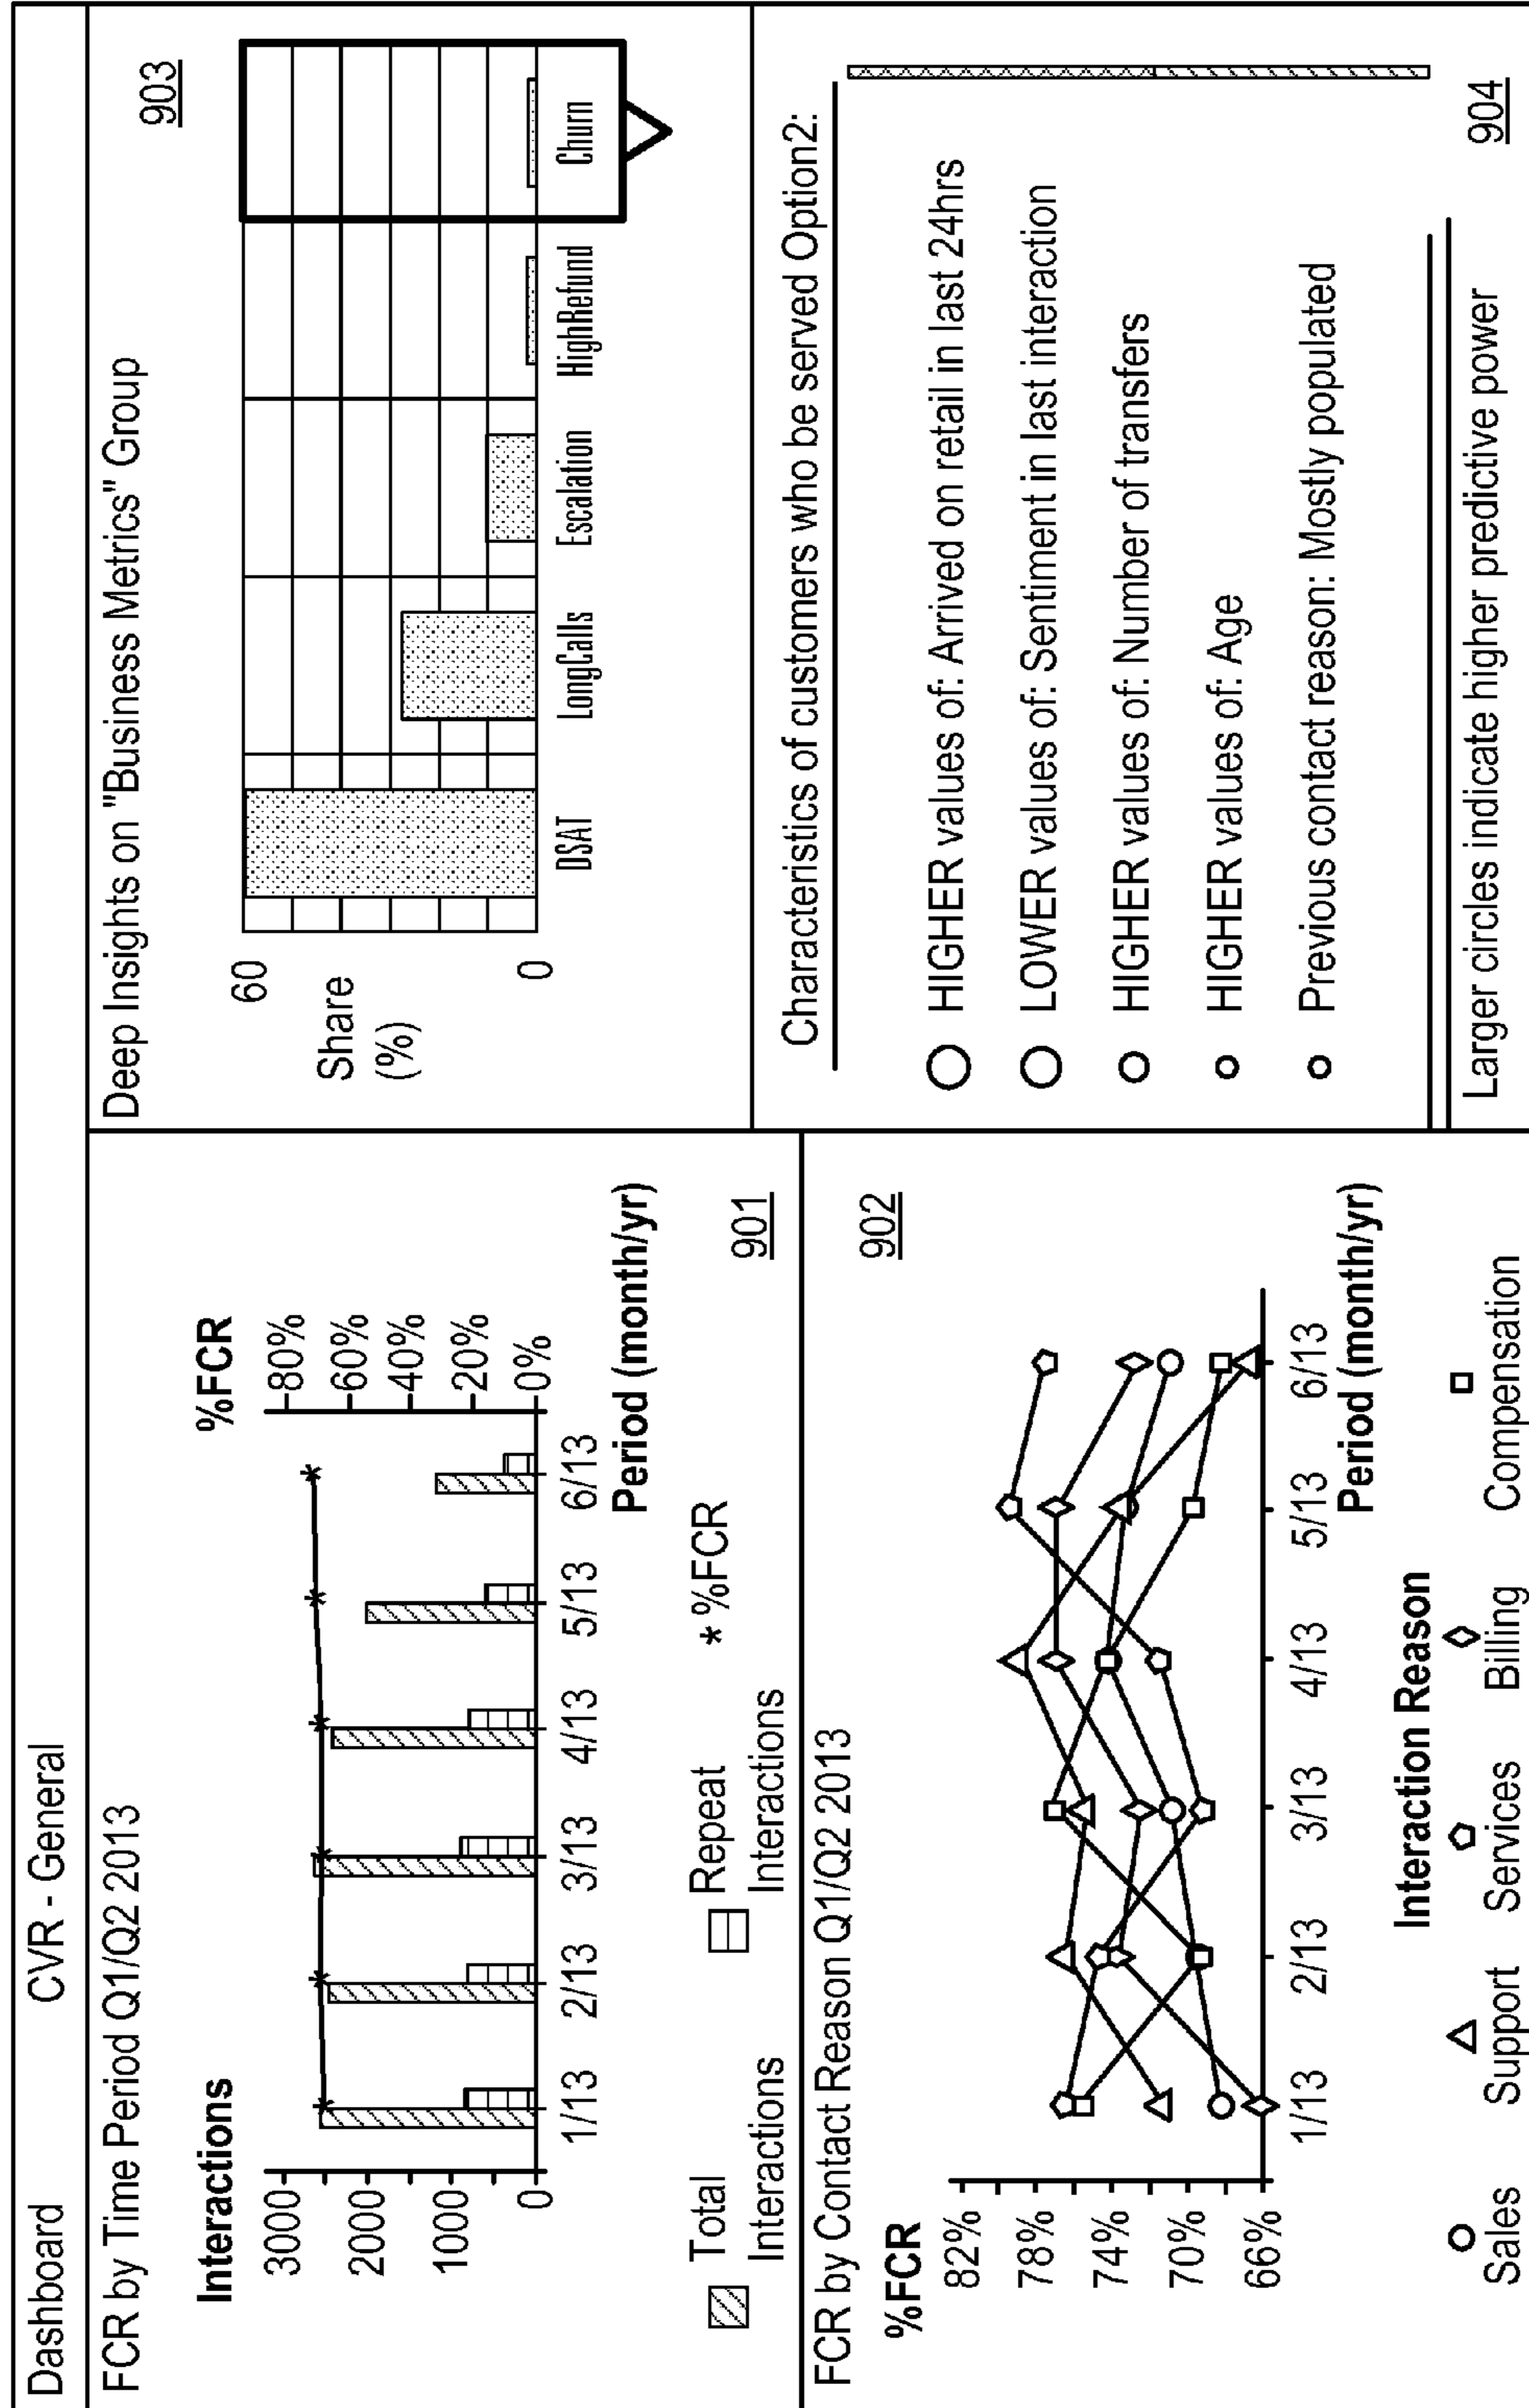 Dashboard CVR - General
FCR by Time Period Q1/Q2 2013
Interactions %FCR
3000 80%
2000 60%
1000 40%
0 20%
0%
1/13 2/13 3/13 4/13 5/13 6/13
Period (month/yr)
Total Interactions Repeat Interactions * %FCR
901
FCR by Contact Reason Q1/Q2 2013
902
%FCR
82%
78%
74%
70%
66%
1/13 2/13 3/13 4/13 5/13 6/13
Period (month/yr)
Interaction Reason
Sales Support Services Billing Compensation
Deep Insights on "Business Metrics" Group
903
60
Share
(%)
0
DSAT LongCalls Escalation HighRefund Churn
Characteristics of customers who be served Option2:
HIGHER values of: Arrived on retail in last 24hrs
LOWER values of: Sentiment in last interaction
HIGHER values of: Number of transfers
HIGHER values of: Age
Previous contact reason: Mostly populated
Larger circles indicate higher predictive power
904